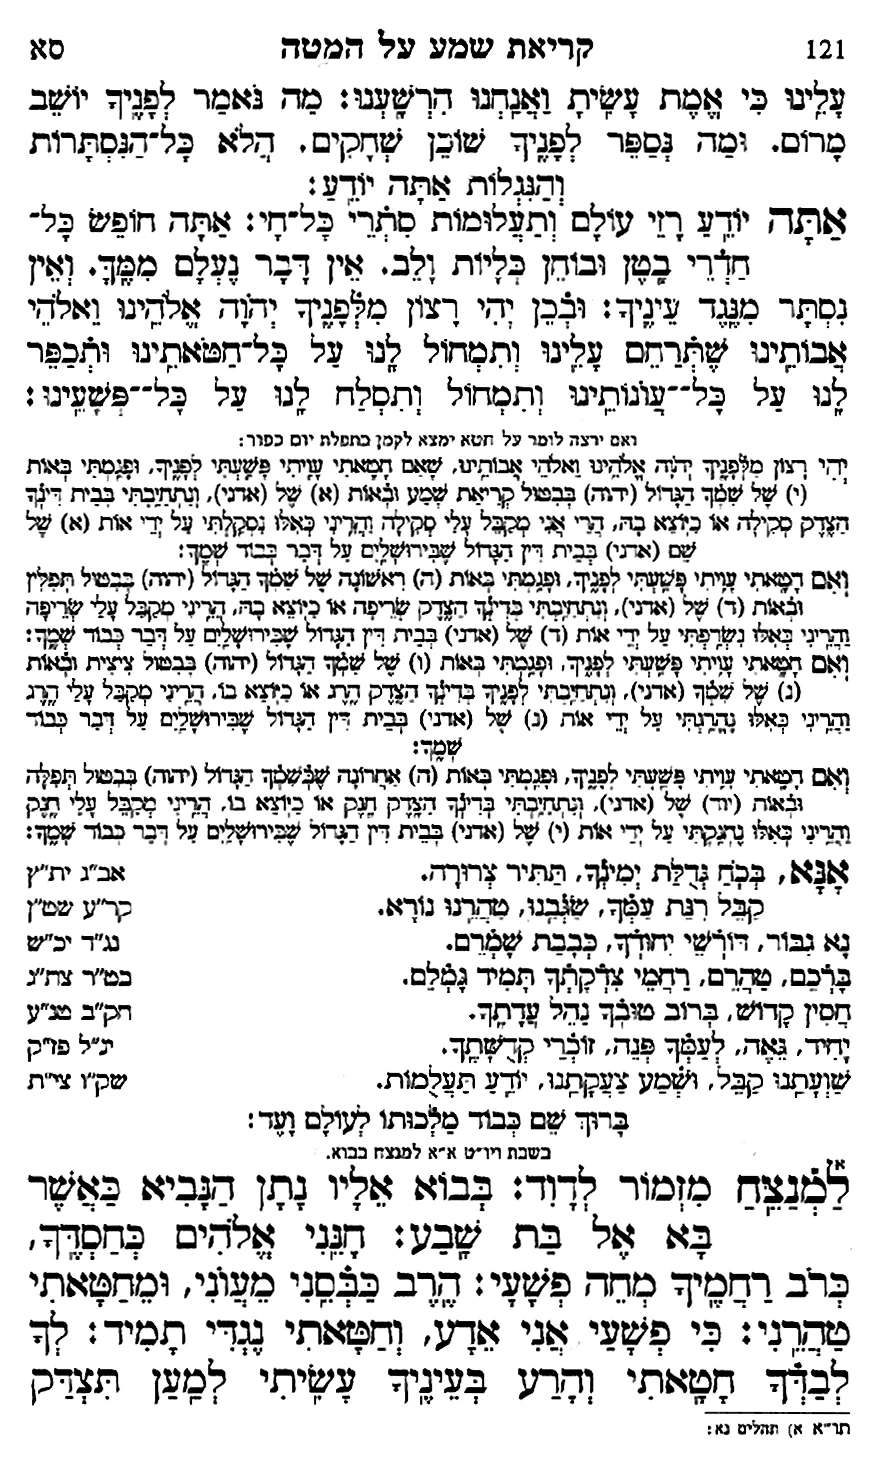 121 קריאת שמע על המטה סא
עָלֵֽינוּ כִּי אֱמֶת עָשִֽׂיתָ וַאֲנַֽחְנוּ הִרְשָֽׁעְנוּ: מַה נֹּאמַר לְפָנֶֽיךָ יוֹשֵׁב
מָרוֹם. וּמַה נְּסַפֵּר לְפָנֶֽיךָ שׁוֹכֵן שְׁחָקִים. הֲלֹא כָּל־הַנִּסְתָּרוֹת
וְהַנִּגְלוֹת אַתָּה יוֹדֵֽעַ:
אַתָּה יוֹדֵֽעַ רָזֵי עוֹלָם וְתַעֲלוּמוֹת סִתְרֵי כָּל־חָי: אַתָּה חוֹפֵשׂ כָּל־
חַדְרֵי בָֽטֶן וּבוֹחֵן כְּלָיוֹת וָלֵב. אֵין דָּבָר נֶעְלָם מִמֶּֽךָּ. וְאֵין
נִסְתָּר מִנֶּֽגֶד עֵינֶֽיךָ: וּבְכֵן יְהִי רָצוֹן מִלְּפָנֶֽיךָ יְהֹוָה אֱלֹהֵֽינוּ וֵאלֹהֵי
אֲבוֹתֵֽינוּ שֶׁתְּרַחֵם עָלֵֽינוּ וְתִמְחוֹל לָֽנוּ עַל כָּל־חַטֹּאתֵֽינוּ וּתְכַפֵּר
לָֽנוּ עַל כָּל־־עֲוֹנוֹתֵֽינוּ וְתִמְחוֹל וְתִסְלַח לָֽנוּ עַל כָּל־־פְּשָׁעֵֽינוּ:
ואם ירצה לומר על חטא ימצא לקמן בתפלת יום כפור:
יְהִי רָצוֹן מִלְּפָנֶֽיךָ יְהֹוָה אֱלֹהֵֽינוּ וֵאלֹהֵי אֲבוֹתֵֽינוּ, שֶׁאִם חָטָאתִי עָוִיתִי פָּשַׁעְתִּי לְפָנֶֽיךָ, וּפָגַמְתִּי בְּאוֹת
(י) שֶׁל שִׁמְךָ הַגָּדוֹל (יהוה) בְּבִטּוּל קְרִיאַת שְׁמַע וּבְאוֹת (א) שֶׁל (אדני), וְנִתְחַיַּֽבְתִּי בְּבֵית דִּינְךָ
הַצֶּֽדֶק סְקִילָה אוֹ כַּיּוֹצֵא בָהּ, הֲרֵי אֲנִי מְקַבֵּל עָלַי סְקִילָה וַהֲרֵֽינִי כְּאִלּוּ נִסְקַֽלְתִּי עַל יְדֵי אוֹת (א) שֶׁל
שֵׁם (אדני) בְּבֵית דִּין הַגָּדוֹל שֶׁבִּירוּשָׁלַֽיִם עַל דְּבַר כְּבוֹד שְׁמֶֽךָ:
וְאִם חָטָאתִי עָוִיתִי פָּשַׁעְתִּי לְפָנֶֽיךָ, וּפָגַמְתִּי בְּאוֹת (ה) רִאשׁוֹנָה שֶׁל שִׁמְךָ הַגָּדוֹל (יהוה) בְּבִטּוּל תְּפִלִּין
וּבְאוֹת (ד) שֶׁל (אדני), וְנִתְחַיַּֽבְתִּי בְּדִינְךָ הַצֶּֽדֶק שְׂרֵיפָה אוֹ כַּיּוֹצֵא בָהּ, הֲרֵֽינִי מְקַבֵּל עָלַי שְׂרֵיפָה
וַהֲרֵֽינִי כְּאִלּוּ נִשְׂרַֽפְתִּי עַל יְדֵי אוֹת (ד) שֶׁל (אדני) בְּבֵית דִּין הַגָּדוֹל שֶׁבִּירוּשָׁלַֽיִם עַל דְּבַר כְּבוֹד שְׁמֶֽךָ:
וְאִם חָטָאתִי עָוִיתִי פָּשַׁעְתִּי לְפָנֶֽיךָ, וּפָגַמְתִּי בְּאוֹת (ו) שֶׁל שִׁמְךָ הַגָּדוֹל (יהוה) בְּבִטּוּל צִיצִית וּבְאוֹת
(נ) שֶׁל שִׁמְךָ (אדני), וְנִתְחַיַּֽבְתִּי לְפָנֶֽיךָ בְּדִינְךָ הַצֶּֽדֶק הֶֽרֶג אוֹ כַּיּוֹצֵא בוֹ, הֲרֵֽינִי מְקַבֵּל עָלַי הֶֽרֶג
וַהֲרֵֽינִי כְּאִלּוּ נֶהֱרַֽגְתִּי עַל יְדֵי אוֹת (נ) שֶׁל (אדני) בְּבֵית דִּין הַגָּדוֹל שֶׁבִּירוּשָׁלַֽיִם עַל דְּבַר כְּבוֹד
שְׁמֶֽךָ:
וְאִם חָטָאתִי עָוִיתִי פָּשַׁעְתִּי לְפָנֶֽיךָ, וּפָגַמְתִּי בְּאוֹת (ה) אַחֲרוֹנָה שֶׁבְּשִׁמְךָ הַגָּדוֹל (יהוה) בְּבִטּוּל תְּפִלָּה
וּבְאוֹת (יוד) שֶׁל (אדני), וְנִתְחַיַּֽבְתִּי בְּדִינְךָ הַצֶּֽדֶק חֶֽנֶק אוֹ כַּיּוֹצֵא בוֹ, הֲרֵֽינִי מְקַבֵּל עָלַי חֶֽנֶק
וַהֲרֵֽינִי כְּאִלּוּ נֶחְנַֽקְתִּי עַל יְדֵי אוֹת (י) שֶׁל (אדני) בְּבֵית דִּין הַגָּדוֹל שֶׁבִּירוּשָׁלַֽיִם עַל דְּבַר כְּבוֹד שְׁמֶֽךָ:
אָנָּא, בְּכֹחַ גְּדֻלַּת יְמִינְךָ, תַּתִּיר צְרוּרָה. אב״ג ית״ץ
קַבֵּל רִנַּת עַמְּךָ, שַׂגְּבֵֽנוּ, טַהֲרֵֽנוּ נוֹרָא. קר״ע שט״ן
נָא גִבּוֹר, דּוֹרְשֵׁי יִחוּדְךָ, כְּבָבַת שָׁמְרֵם. נג״ד יכ״ש
בָּרְכֵם, טַהֲרֵם, רַחֲמֵי צִדְקָתְךָ תָּמִיד גָּמְלֵם. בט״ר צת״ג
חֲסִין קָדוֹשׁ, בְּרוֹב טוּבְךָ נַהֵל עֲדָתֶֽךָ. חק״ב טנ״ע
יָחִיד, גֵּאֶה, לְעַמְּךָ פְּנֵה, זוֹכְרֵי קְדֻשָּׁתֶֽךָ. יג״ל פז״ק
שַׁוְעָתֵֽנוּ קַבֵּל, וּשְׁמַע צַעֲקָתֵֽנוּ, יוֹדֵֽעַ תַּעֲלֻמוֹת. שק״ו צי״ת
בָּרוּךְ שֵׁם כְּבוֹד מַלְכוּתוֹ לְעוֹלָם וָעֶד:
בשבת ויו״ט א״א למנצח בבוא.
לַמְנַצֵּֽחַ אן מִזְמוֹר לְדָוִד: בְּבוֹא אֵלָיו נָתָן הַנָּבִיא כַּאֲשֶׁר
בָּא אֶל בַּת שָֽׁבַע: חָנֵּֽנִי אֱלֹהִים כְּחַסְדֶּֽךָ,
כְּרֹב רַחֲמֶֽיךָ מְחֵה פְשָׁעָי: הֶֽרֶב כַּבְּסֵֽנִי מֵעֲוֹנִי, וּמֵחַטָּאתִי
טַהֲרֵֽנִי: כִּי פְשָׁעַי אֲנִי אֵדָע, וְחַטָּאתִי נֶגְדִּי תָמִיד: לְךָ
לְבַדְּךָ חָטָֽאתִי וְהָרַע בְּעֵינֶֽיךָ עָשִֽׂיתִי לְמַֽעַן תִּצְדַּק
תו״א א) תהלים נא: